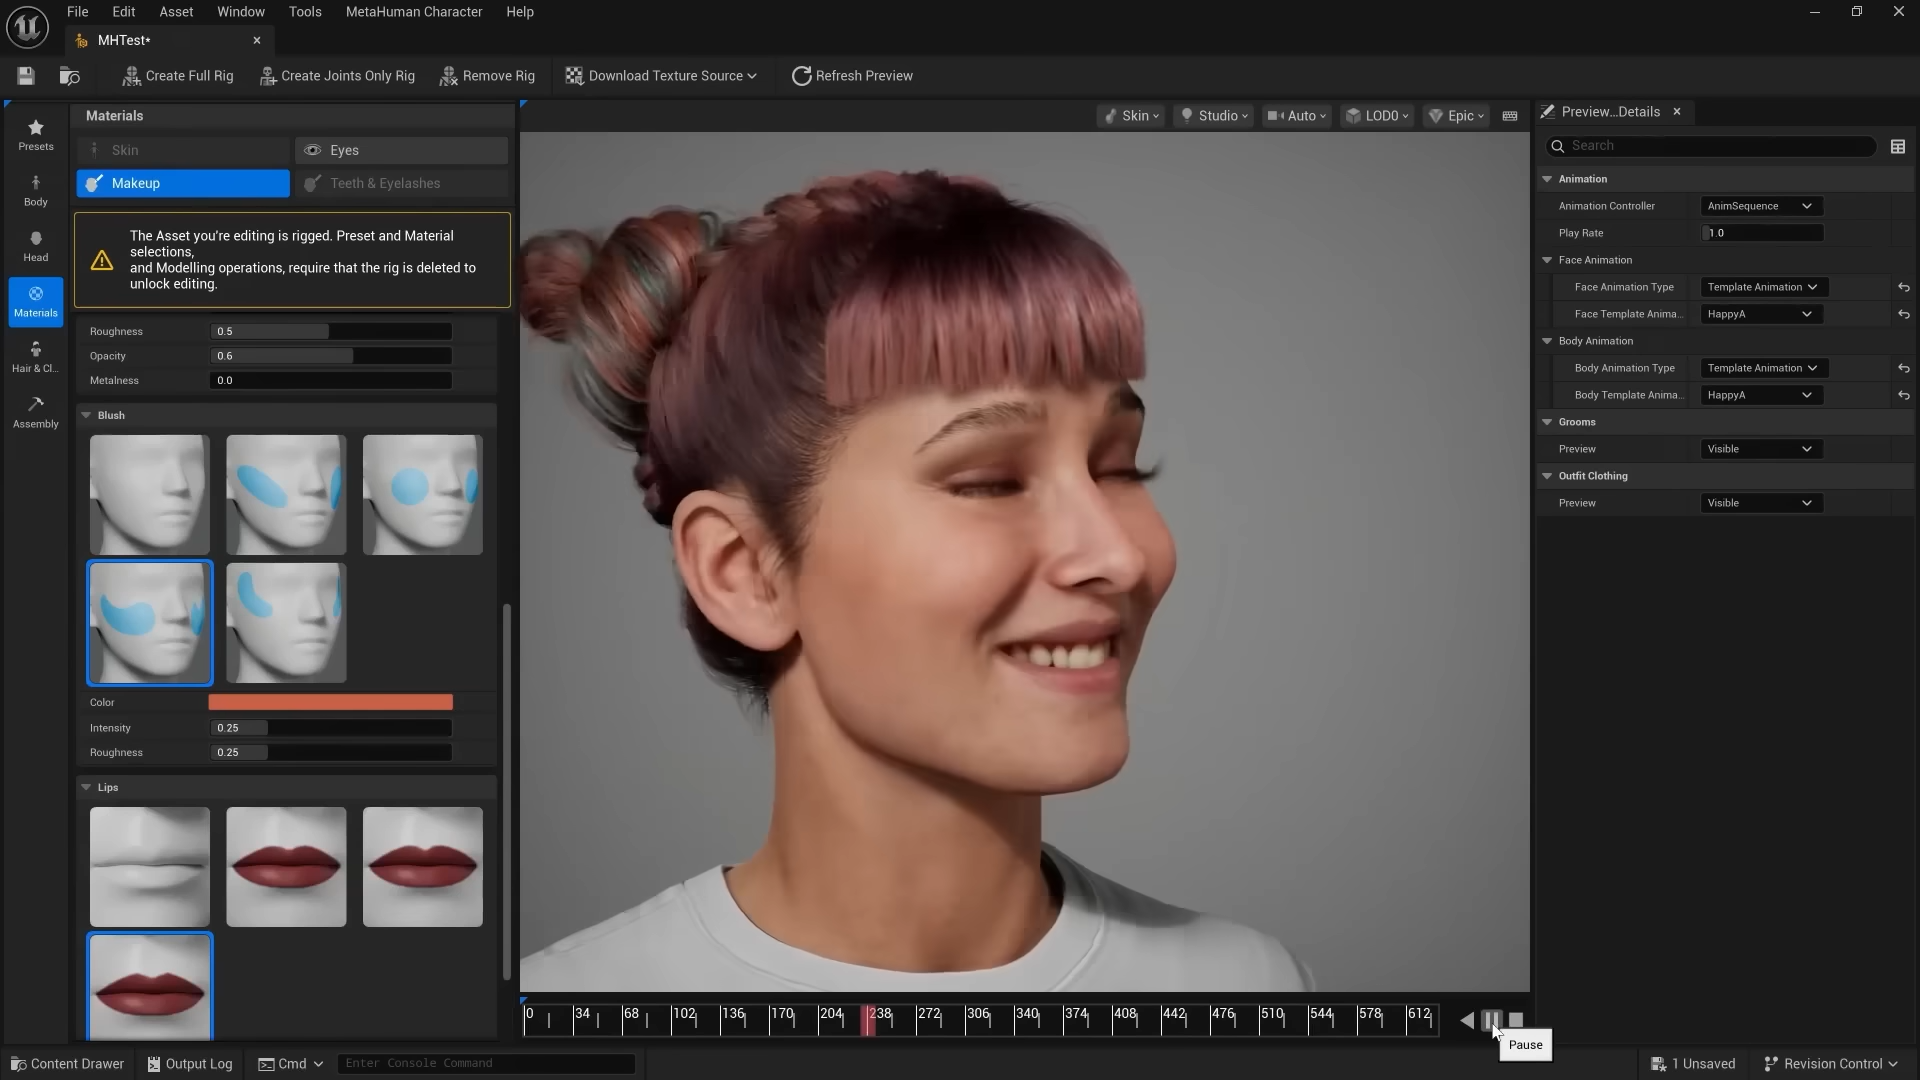 File Edit Asset Window Tools MetaHuman Character Help
MHTest*
Create Full Rig Create Joints Only Rig Remove Rig Download Texture Source Refresh Preview
Presets
Body
Head
Materials
Hair & Cl...
Assembly
Materials
Skin Eyes
Makeup Teeth & Eyelashes
The Asset you're editing is rigged. Preset and Material
selections,
and Modelling operations, require that the rig is deleted to
unlock editing.
Roughness 0.5
Opacity 0.6
Metalness 0.0
Blush
Color
Intensity 0.25
Roughness 0.25
Lips
Skin Studio Auto LOD0 Epic
0 34 68 102 136 170 204 238 272 306 340 374 408 442 476 510 544 578 612
Pause
Preview...Details
Search
Animation
Animation Controller AnimSequence
Play Rate 1.0
Face Animation
Face Animation Type Template Animation
Face Template Anima... HappyA
Body Animation
Body Animation Type Template Animation
Body Template Anima... HappyA
Grooms
Preview Visible
Outfit Clothing
Preview Visible
Content Drawer Output Log Cmd Enter Console Command 1 Unsaved Revision Control